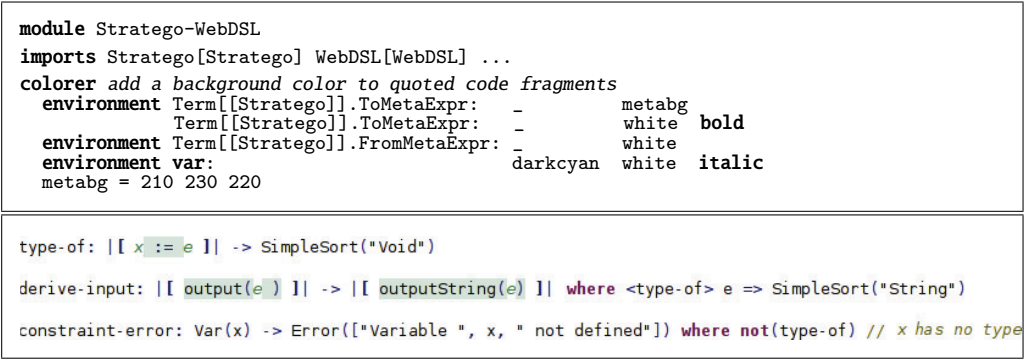 module Stratego-WebDSL
imports Stratego[Stratego] WebDSL[WebDSL] ...
colorer add a background color to quoted code fragments
environment Term[[Stratego]].ToMetaExpr: _ metabg
Term[[Stratego]].ToMetaExpr: _ white bold
environment Term[[Stratego]].FromMetaExpr: _ white
environment var: darkcyan white italic
metabg = 210 230 220
type-of: |[ x := e ]| -> SimpleSort("Void")
derive-input: |[ output(e ) ]| -> |[ outputString(e) ]| where <type-of> e => SimpleSort("String")
constraint-error: Var(x) -> Error(["Variable ", x, " not defined"]) where not(type-of) // x has no type